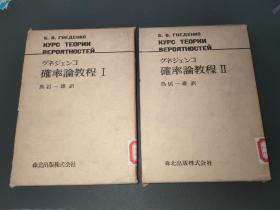 Б. В. ГНЕДЕНКО
КУРС ТЕОРИИ
ВЕРОЯТНОСТЕЙ
グネジェンコ
確率論教程 I
鳥居一雄訳
森北出版株式会社
Б. В. ГНЕДЕНКО
КУРС ТЕОРИИ
ВЕРОЯТНОСТЕЙ
グネジェンコ
確率論教程 II
鳥居一雄訳
森北出版株式会社